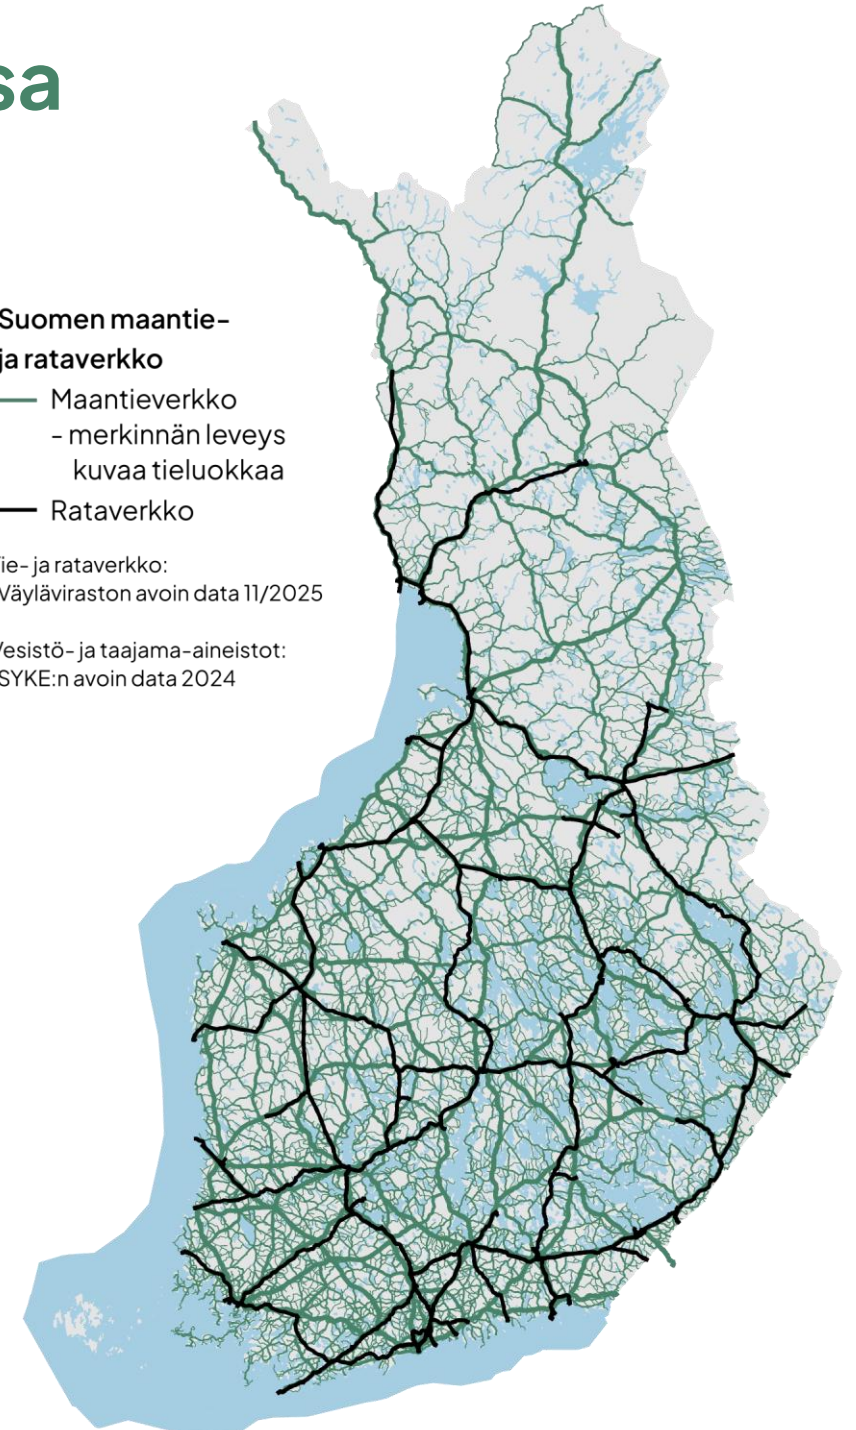 sa
Suomen maantie-
ja rataverkko
Maantieverkko
- merkinnän leveys
kuvaa tieluokkaa
Rataverkko
ie- ja rataverkko:
Väyläviraston avoin data 11/2025
Vesistö- ja taajama-aineistot:
SYKE:n avoin data 2024